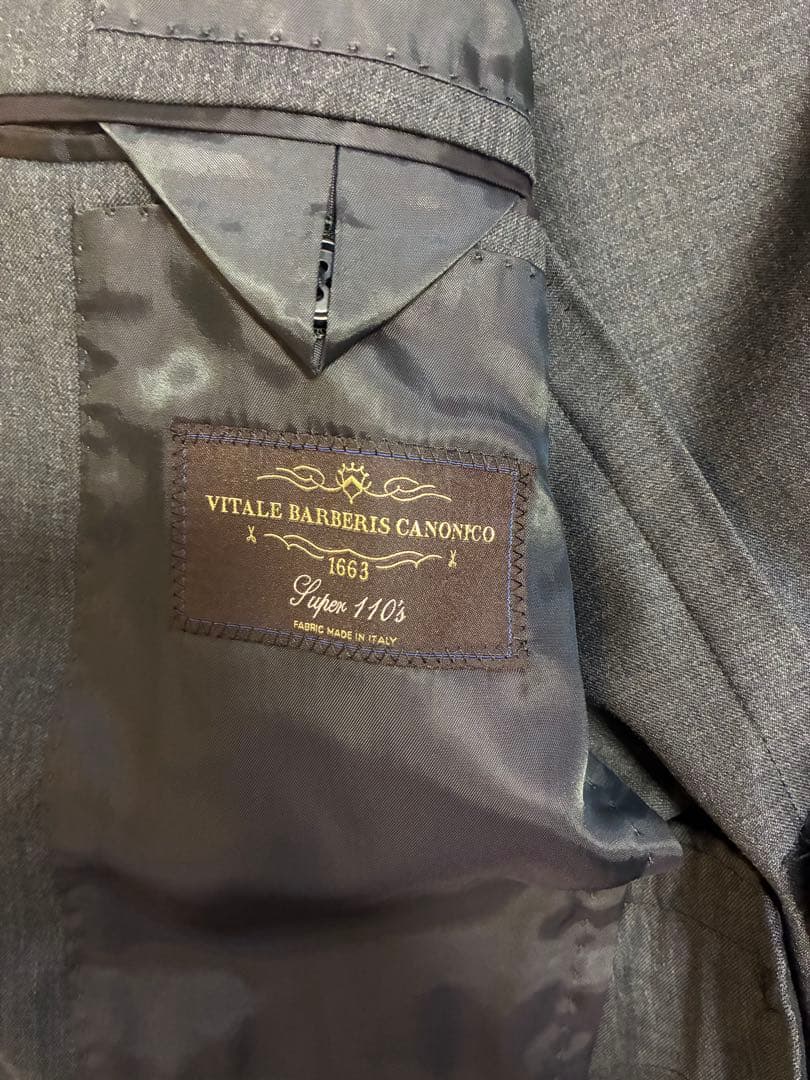 VITALE BARBERIS CANONICO
1663
Super 110's
FABRIC MADE IN ITALY